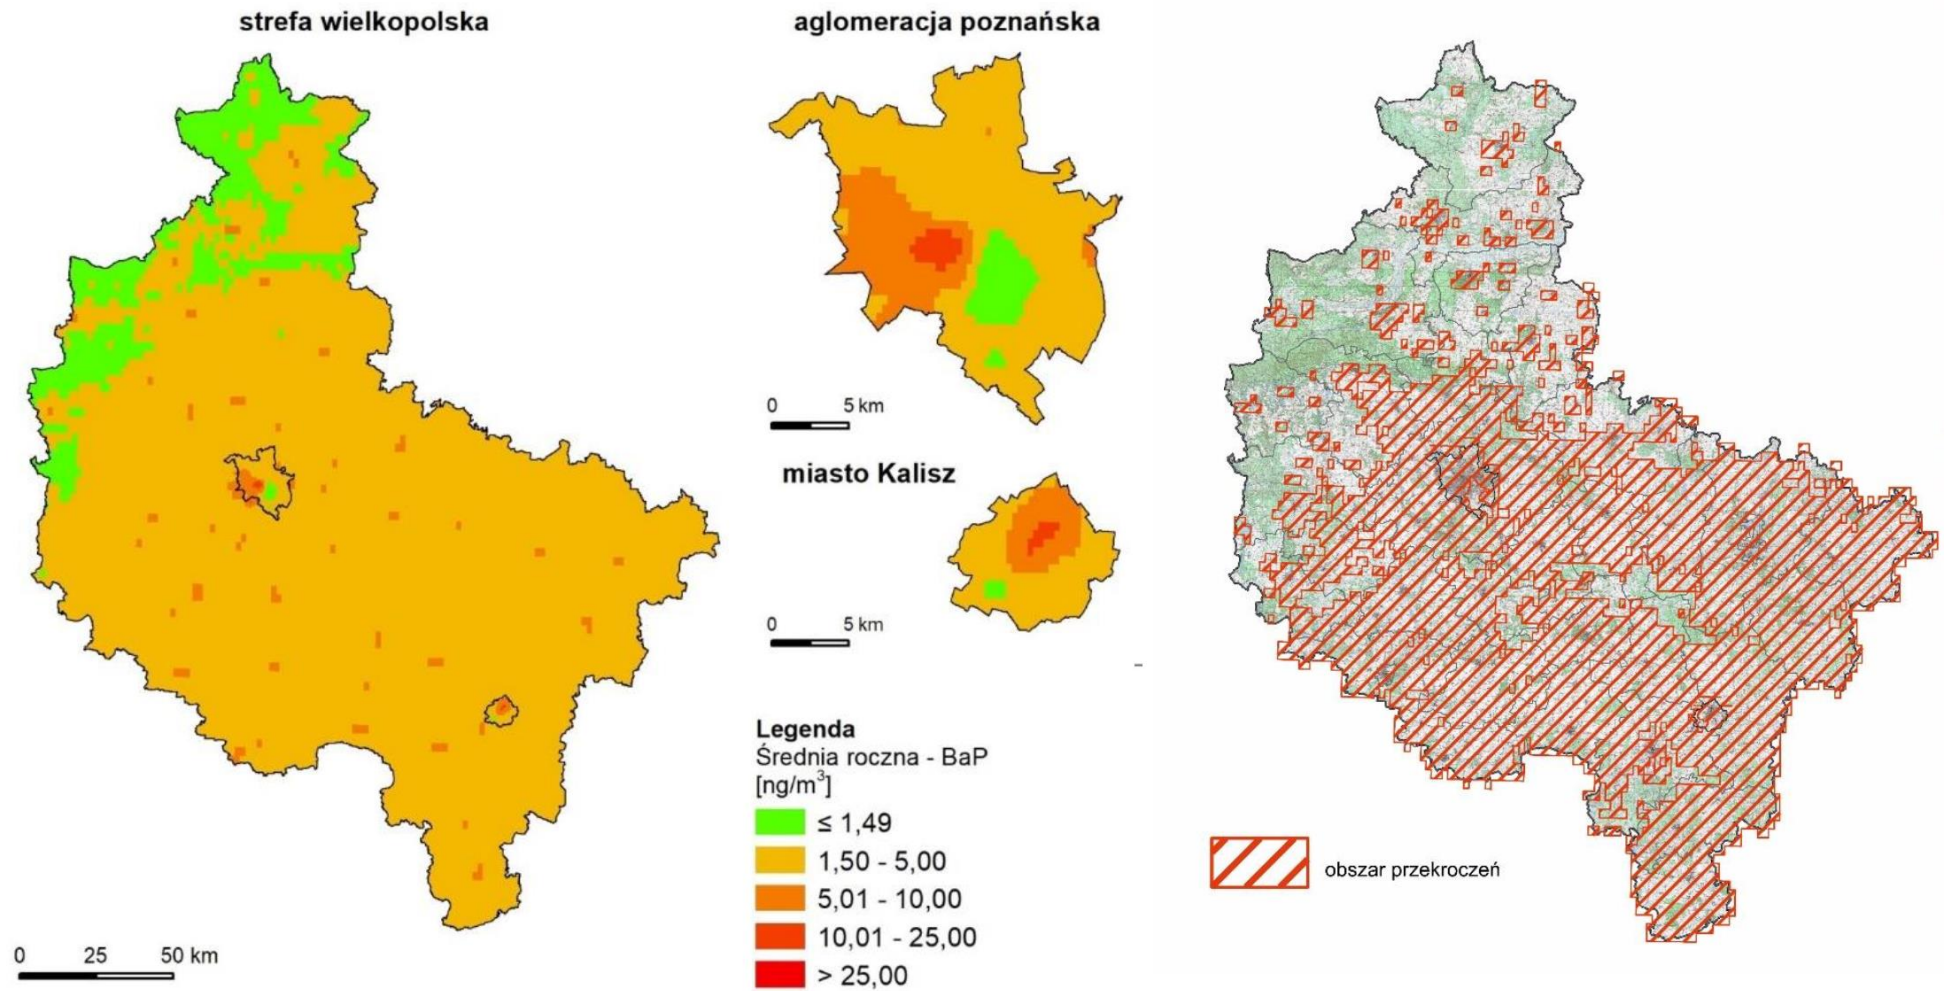 strefa wielkopolska
aglomeracja poznańska
0 5 km
miasto Kalisz
0 5 km
Legenda
Średnia roczna - BaP
[ng/m³]
≤ 1,49
1,50 - 5,00
5,01 - 10,00
10,01 - 25,00
> 25,00
0 25 50 km
obszar przekroczeń